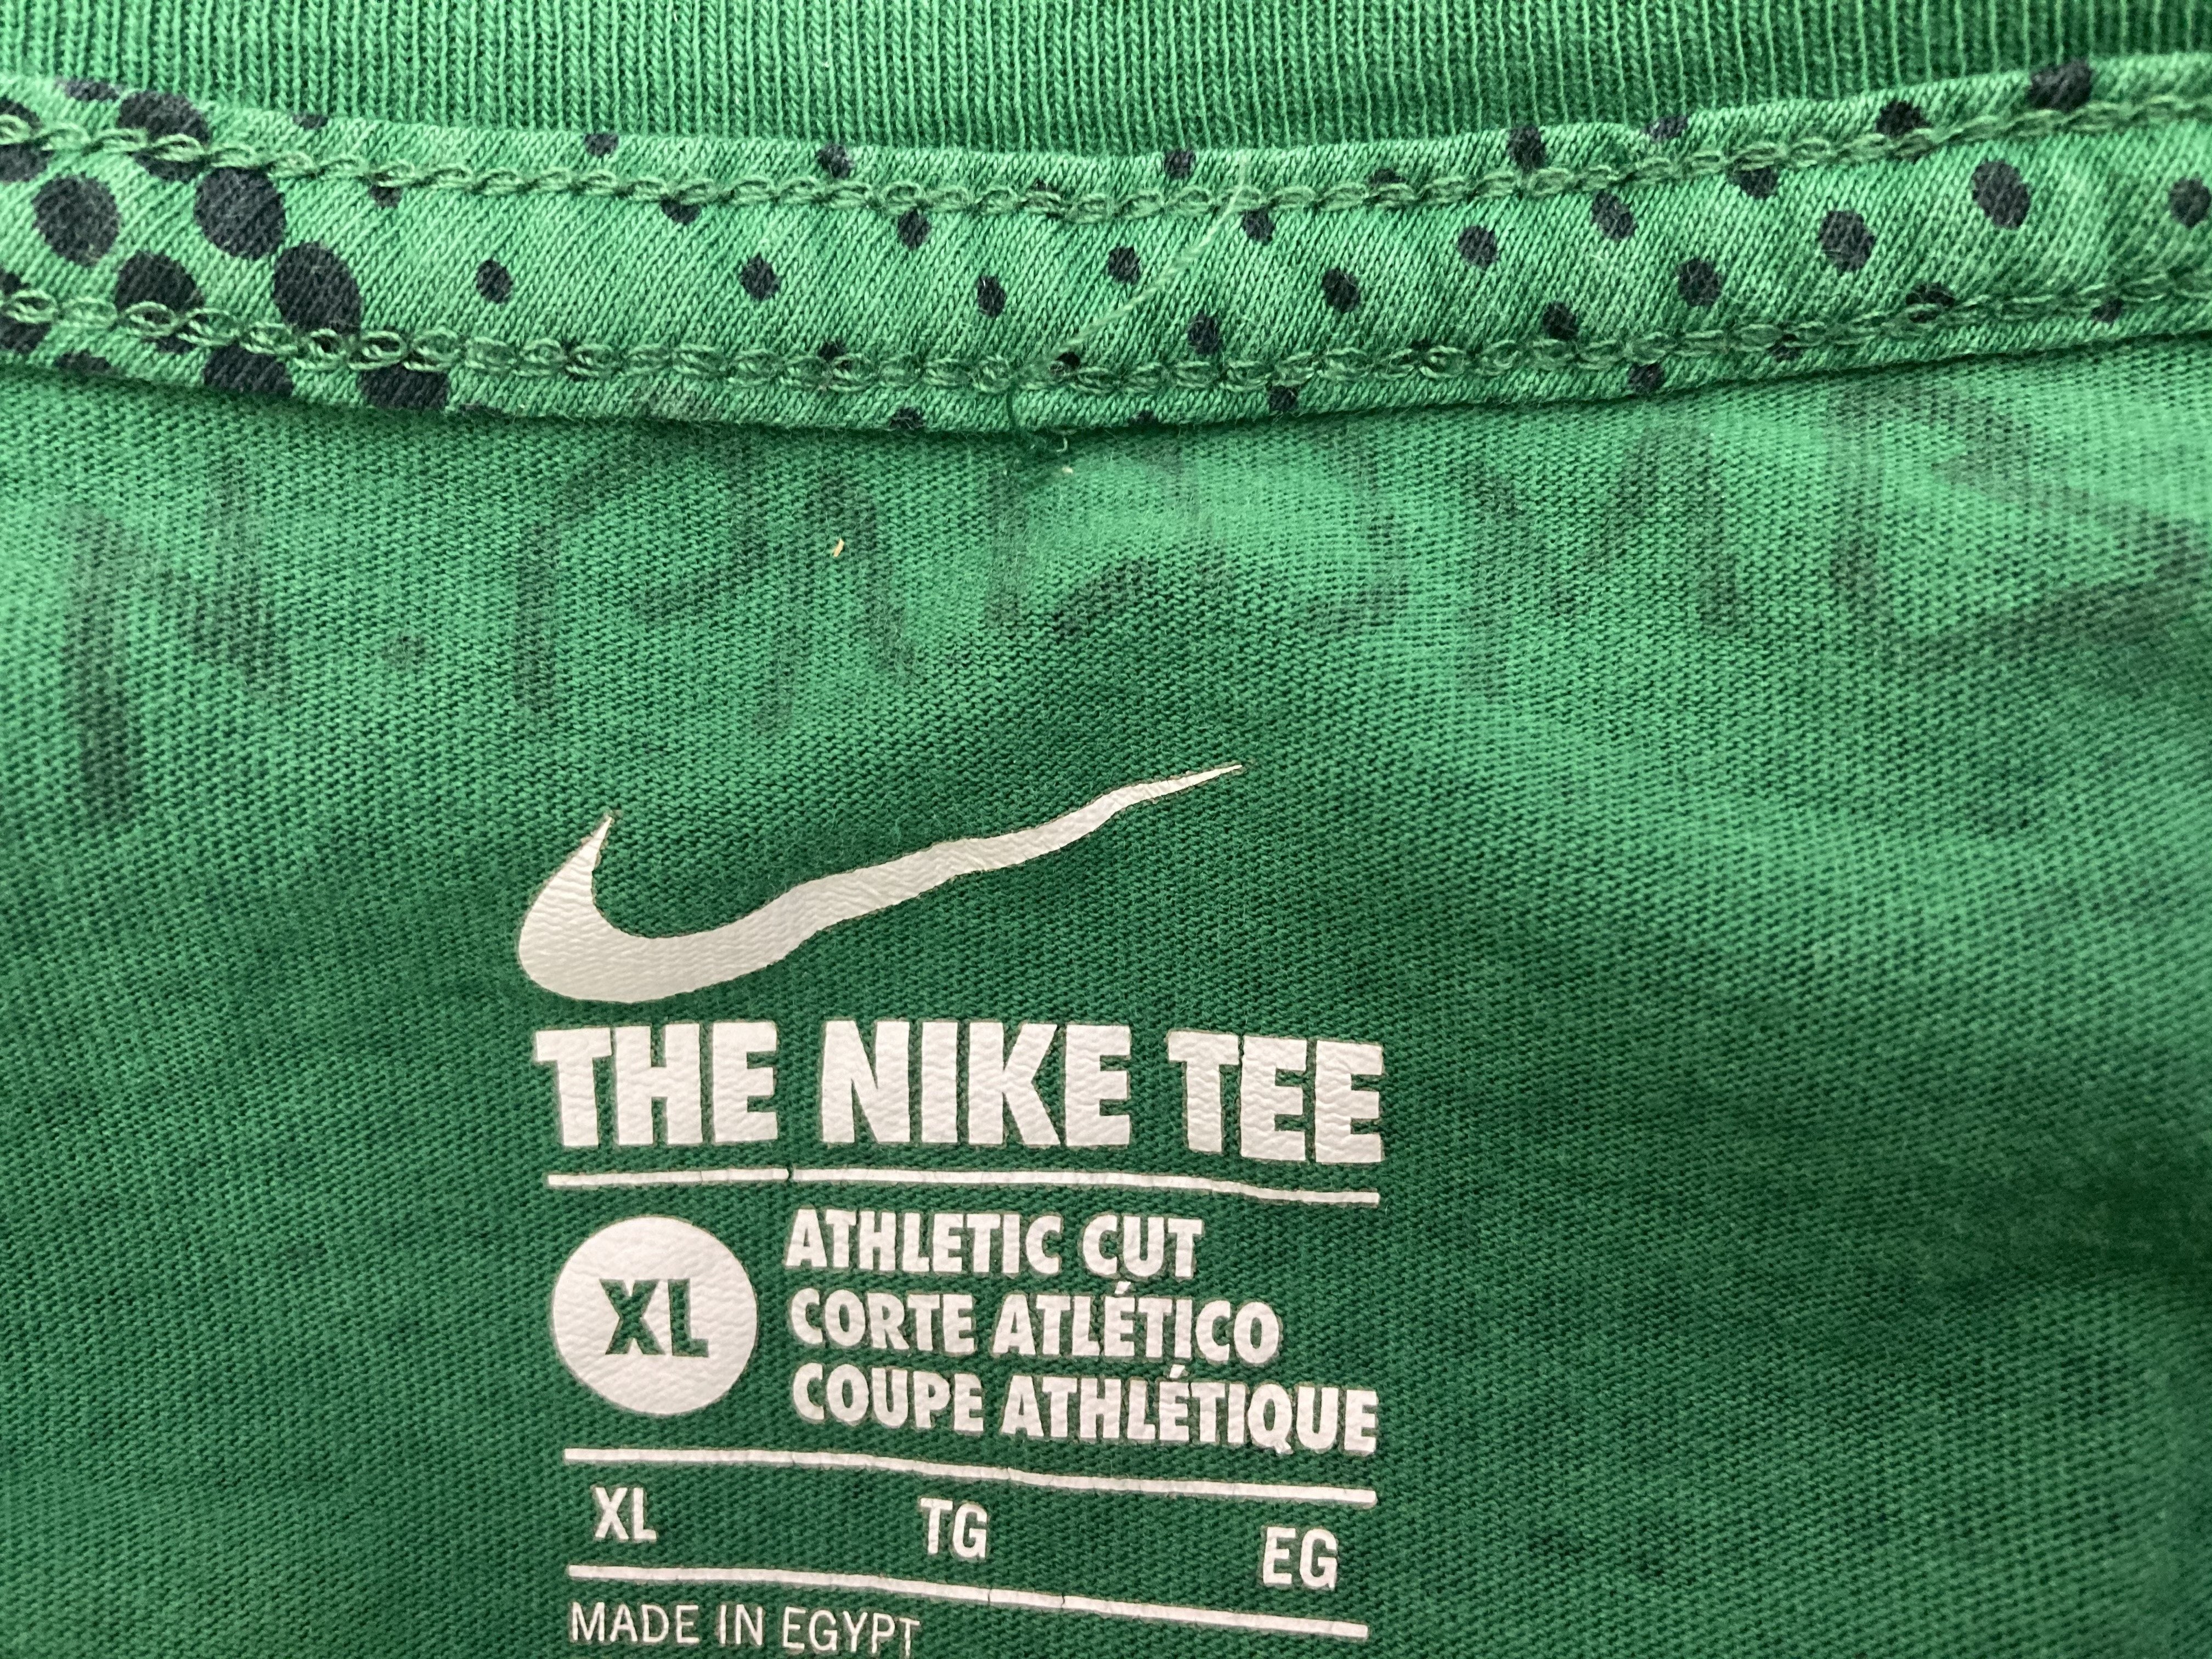 THE NIKE TEE
XL
ATHLETIC CUT
CORTE ATLÉTICO
COUPE ATHLÉTIQUE
XL TG EG
MADE IN EGYPT